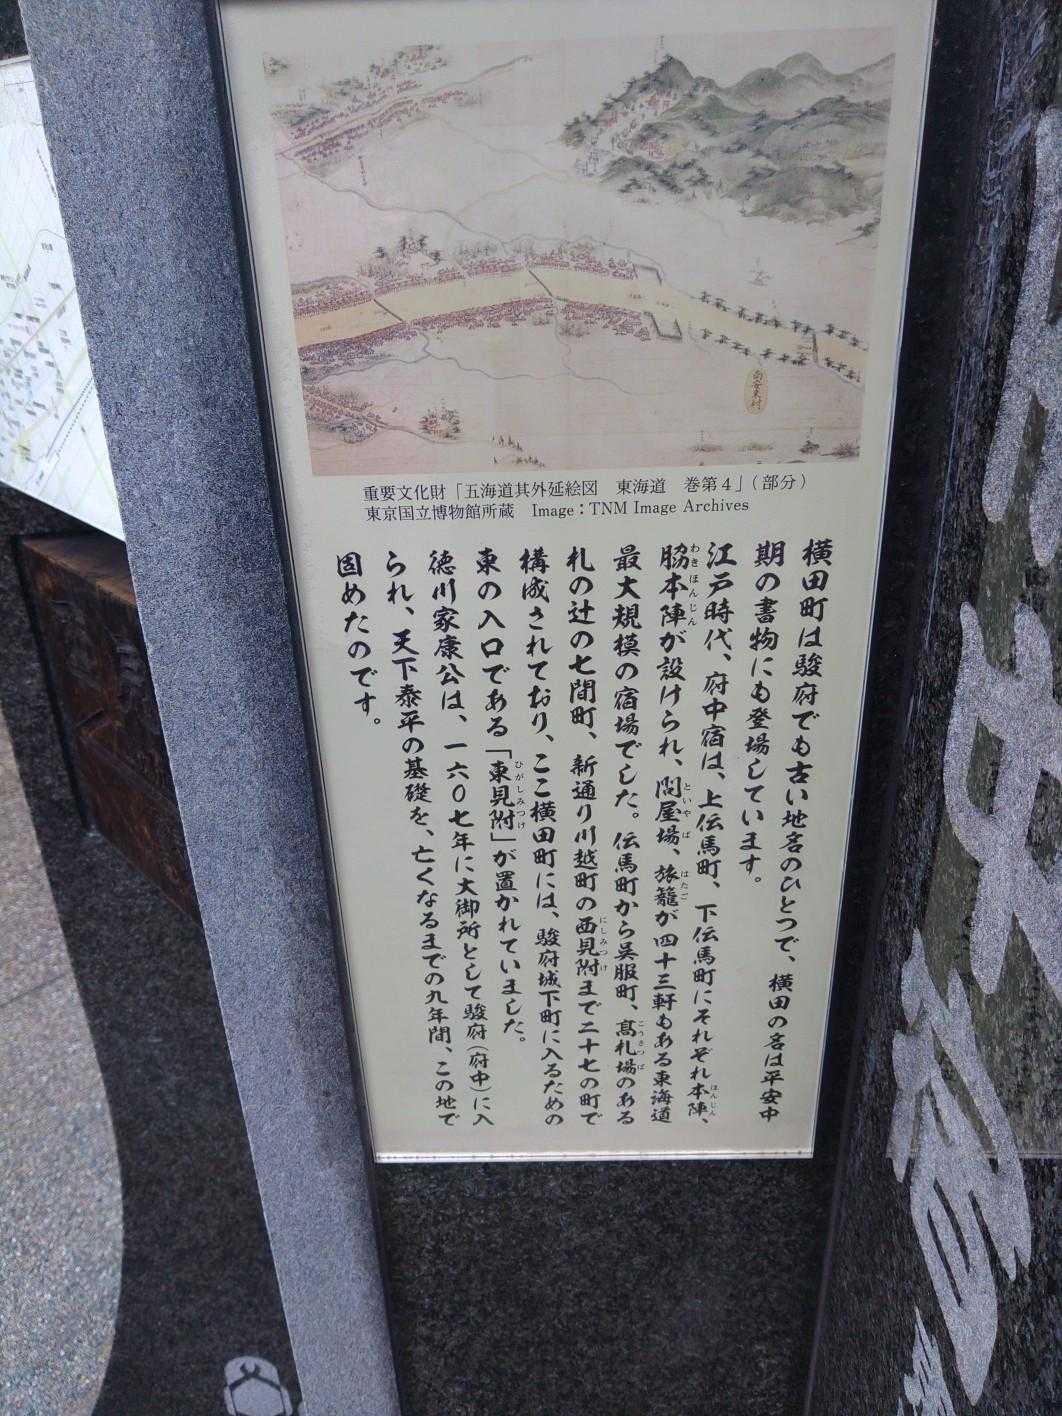 重要文化財「五海道其外延絵図　東海道　巻第４」（部分）
東京国立博物館所蔵　Image：TNM Image Archives
横田町は駿府でも古い地名のひとつで、横田の名は平安中
期の書物にも登場しています。
江戸時代、府中宿は、上伝馬町、下伝馬町にそれぞれ本陣、
脇本陣が設けられ、問屋場、旅籠が四十三軒もある東海道
最大規模の宿場でした。伝馬町から呉服町、高札場のある
札の辻の七間町、新通り川越町の西見附まで二十七の町で
構成されており、ここ横田町には、駿府城下町に入るための
東の入口である「東見附」が置かれていました。
徳川家康公は、一六〇七年に大御所として駿府（府中）に入
られ、天下泰平の基礎を、亡くなるまでの九年間、この地で
固めたのです。